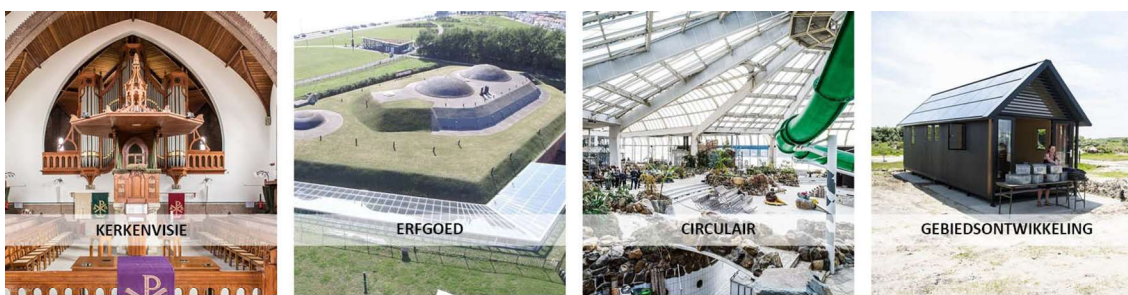 KERKENVISIE
ERFGOED
CIRCULAIR
GEBIEDSONTWIKKELING